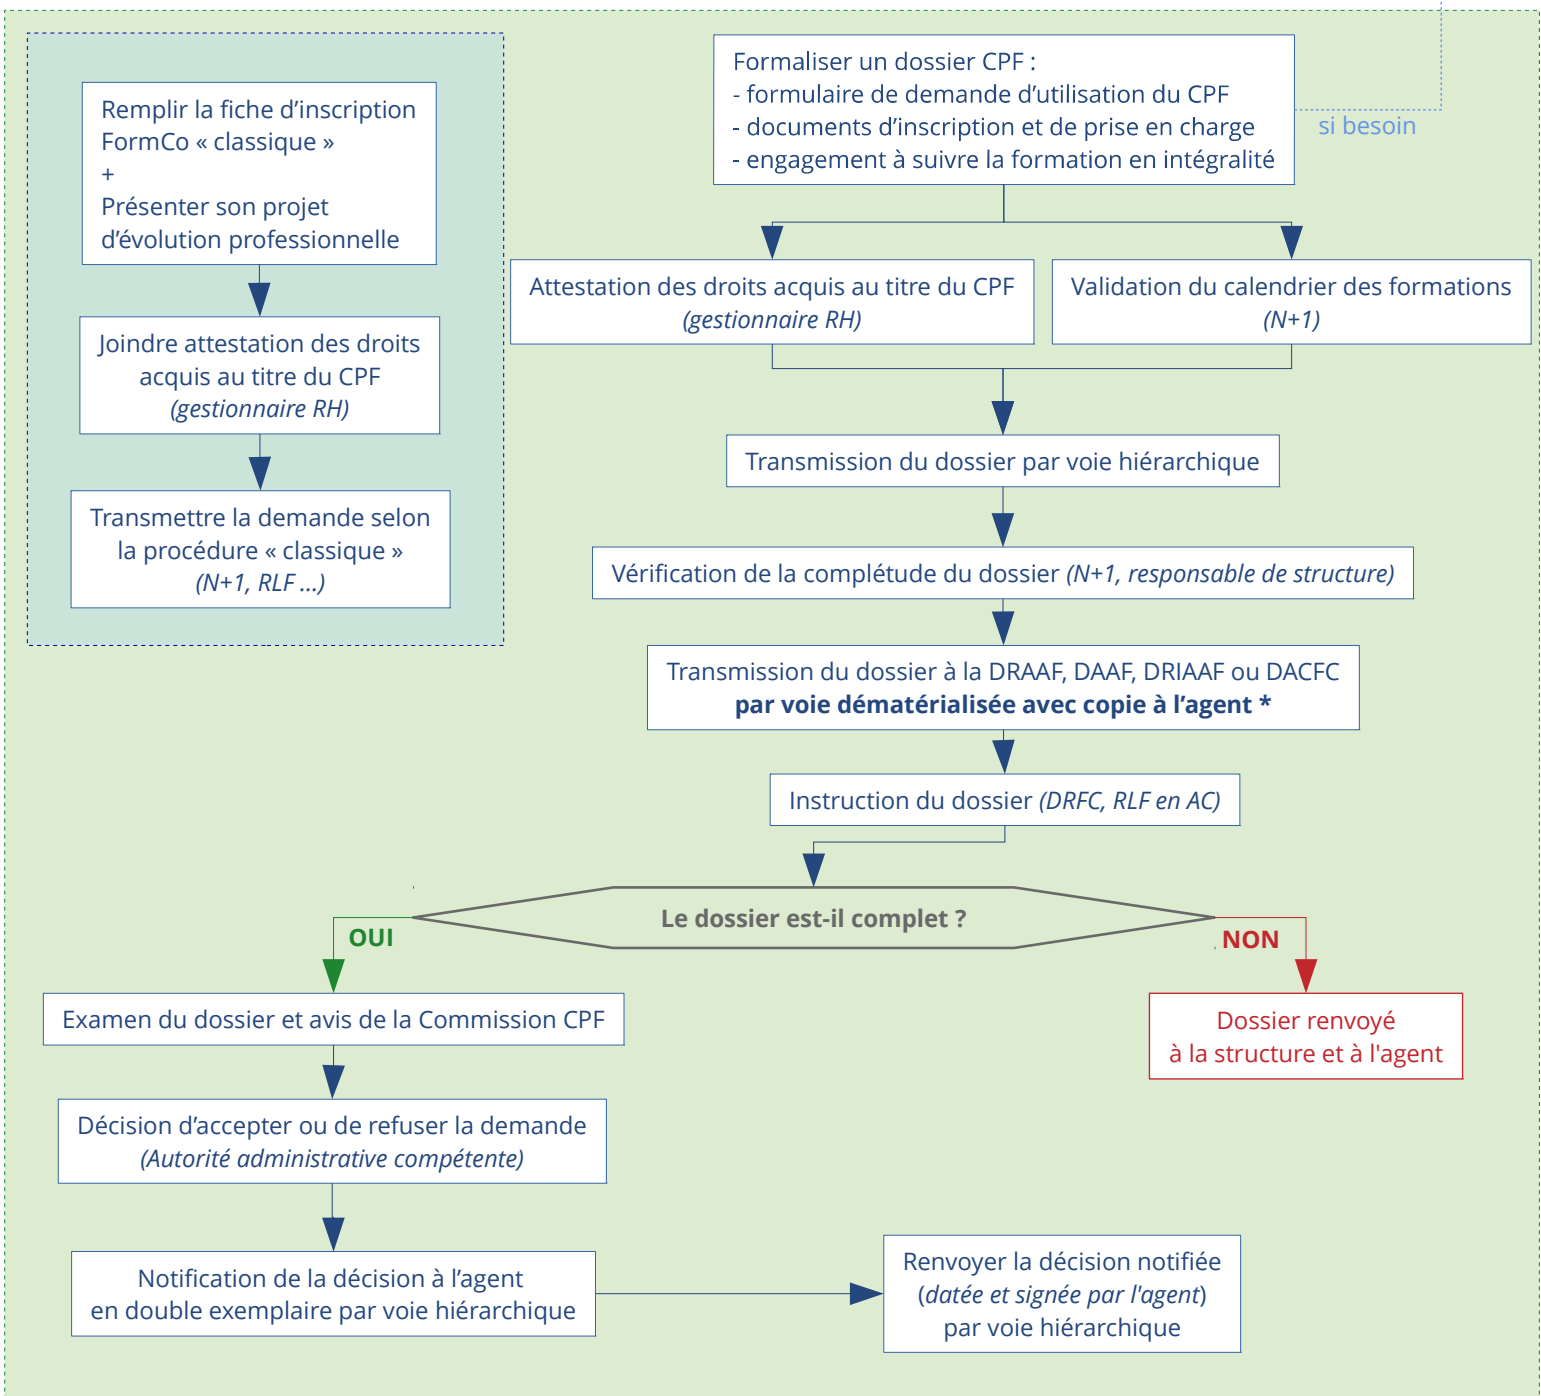 Remplir la fiche d’inscription
FormCo « classique »
+
Présenter son projet
d’évolution professionnelle
Joindre attestation des droits
acquis au titre du CPF
(gestionnaire RH)
Transmettre la demande selon
la procédure « classique »
(N+1, RLF ...)
Formaliser un dossier CPF :
- formulaire de demande d’utilisation du CPF
- documents d’inscription et de prise en charge
- engagement à suivre la formation en intégralité
si besoin
Attestation des droits acquis au titre du CPF
(gestionnaire RH)
Validation du calendrier des formations
(N+1)
Transmission du dossier par voie hiérarchique
Vérification de la complétude du dossier (N+1, responsable de structure)
Transmission du dossier à la DRAAF, DAAF, DRIAAF ou DACFC
par voie dématérialisée avec copie à l’agent *
Instruction du dossier (DRFC, RLF en AC)
Le dossier est-il complet ?
OUI
NON
Examen du dossier et avis de la Commission CPF
Dossier renvoyé
à la structure et à l'agent
Décision d’accepter ou de refuser la demande
(Autorité administrative compétente)
Notification de la décision à l’agent
en double exemplaire par voie hiérarchique
Renvoyer la décision notifiée
(datée et signée par l'agent)
par voie hiérarchique